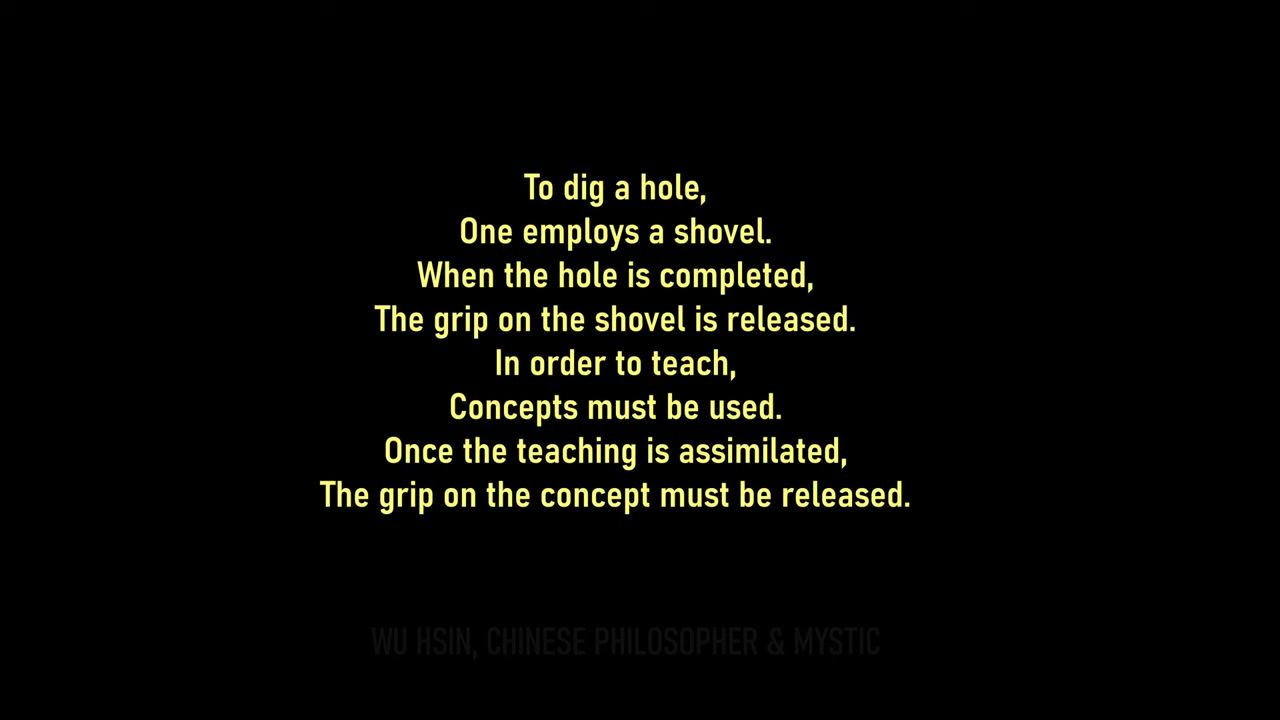 To dig a hole,
One employs a shovel.
When the hole is completed,
The grip on the shovel is released.
In order to teach,
Concepts must be used.
Once the teaching is assimilated,
The grip on the concept must be released.
WU HSIN, CHINESE PHILOSOPHER & MYSTIC